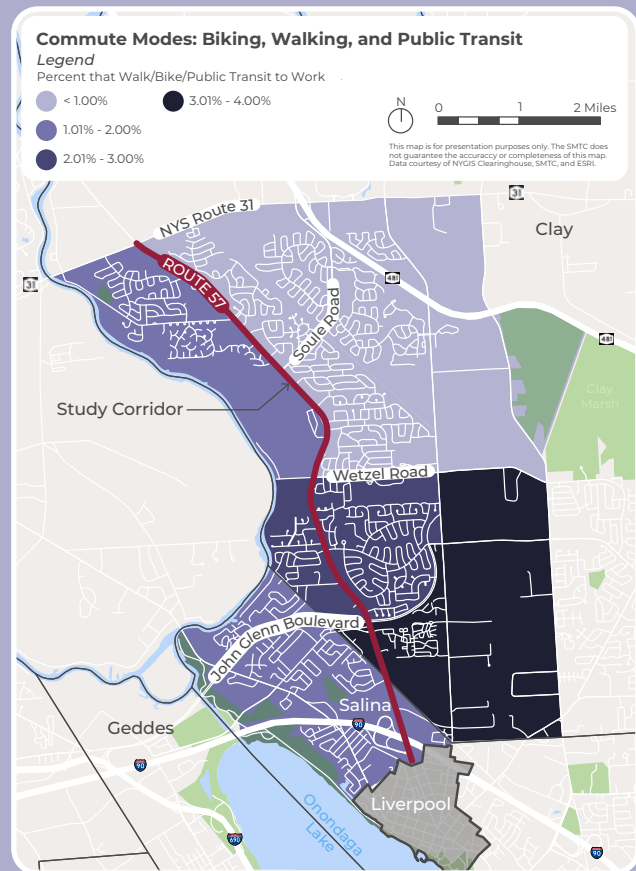 Commute Modes: Biking, Walking, and Public Transit
Legend
Percent that Walk/Bike/Public Transit to Work
< 1.00%
3.01% - 4.00%
1.01% - 2.00%
2.01% - 3.00%
N
0 1 2 Miles
This map is for presentation purposes only. The SMTC does
not guarantee the accuraccy or completeness of this map.
Data courtesy of NYGIS Clearinghouse, SMTC, and ESRI.
31
NYS Route 31
Clay
31
ROUTE 57
481
Soule Road
481
Clay
Marsh
Study Corridor
Wetzel Road
John Glenn Boulevard
Salina
Geddes
90
90
Liverpool
Onondaga
Lake
690
90